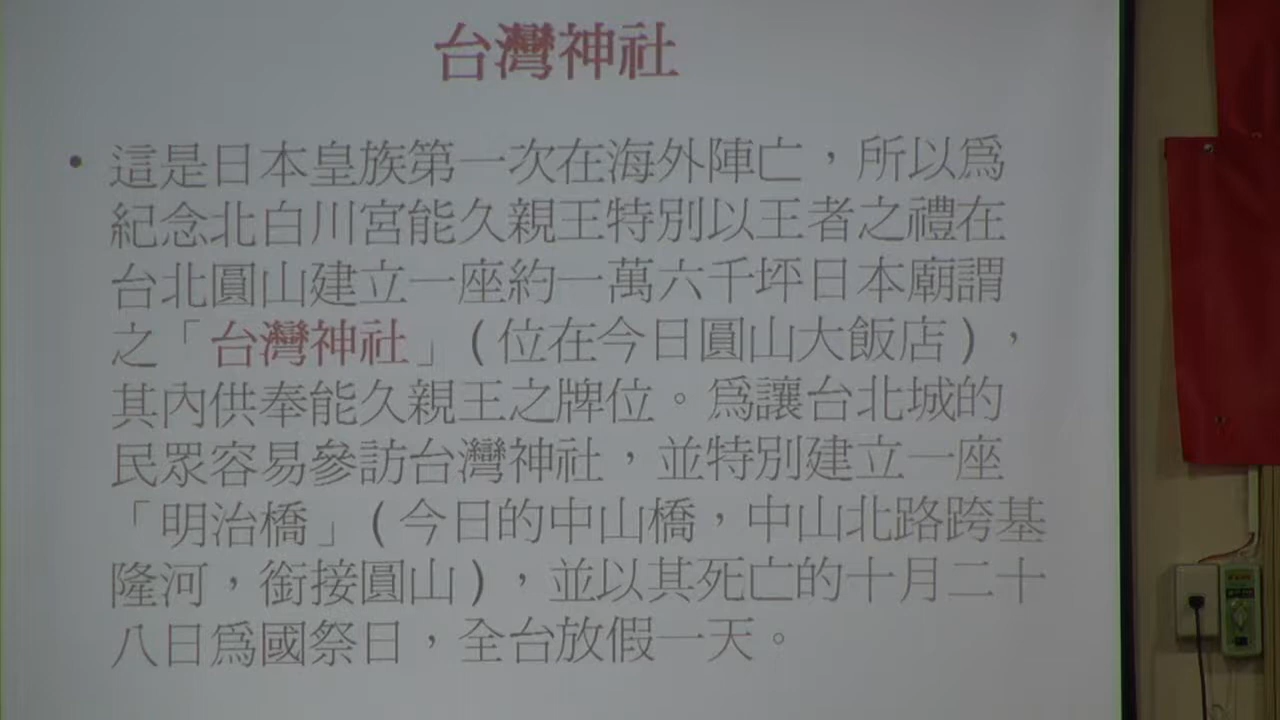 台灣神社
• 這是日本皇族第一次在海外陣亡，所以為
紀念北白川宮能久親王特別以王者之禮在
台北圓山建立一座約一萬六千坪日本廟謂
之「台灣神社」(位在今日圓山大飯店)，
其內供奉能久親王之牌位。為讓台北城的
民眾容易參訪台灣神社，並特別建立一座
「明治橋」(今日的中山橋，中山北路跨基
隆河，銜接圓山)，並以其死亡的十月二十
八日為國祭日，全台放假一天。